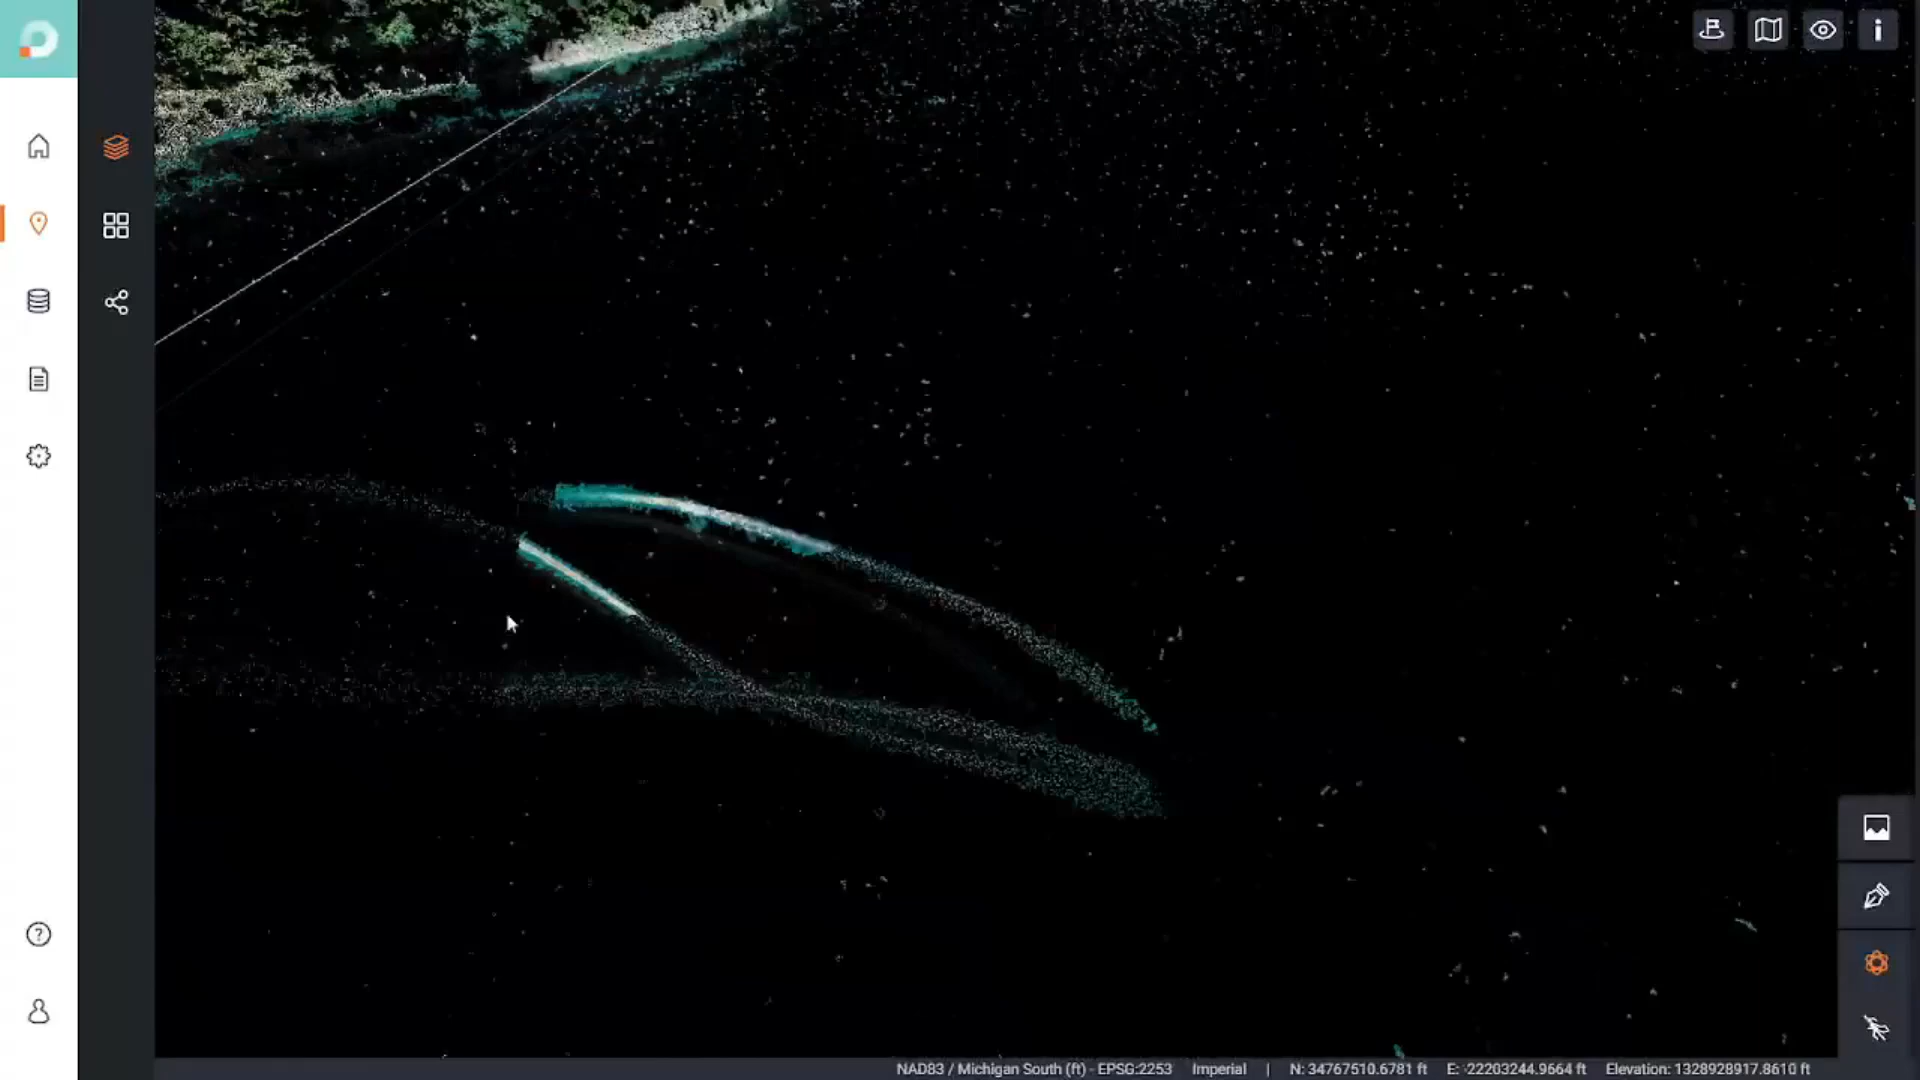 NAD83 / Michigan South (ft) - EPSG:2253 Imperial | N: 34767510.6781 ft E: -22203244.9664 ft Elevation: 1328928917.8610 ft